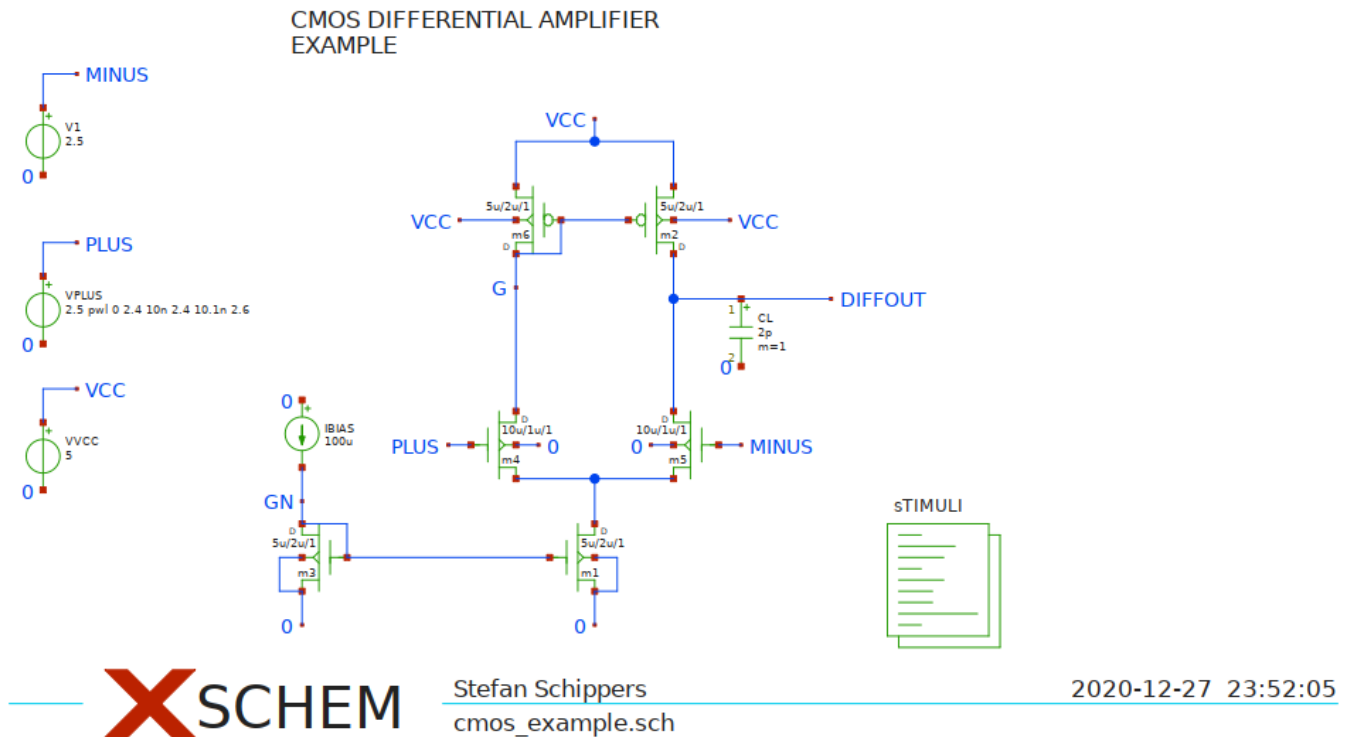 CMOS DIFFERENTIAL AMPLIFIER
EXAMPLE
MINUS
V1
2.5
0
PLUS
VPLUS
2.5 pwl 0 2.4 10n 2.4 10.1n 2.6
0
VCC
VVCC
5
0
VCC
5u/2u/1
5u/2u/1
VCC
VCC
m6
m2
D
D
G
DIFFOUT
1
CL
2p
m=1
2
0
0
IBIAS
100u
D
D
10u/1u/1
10u/1u/1
PLUS
0
0
MINUS
m4
m5
GN
D
D
5u/2u/1
5u/2u/1
m3
m1
0
0
sTIMULI
XSCHEM
Stefan Schippers
2020-12-27 23:52:05
cmos_example.sch